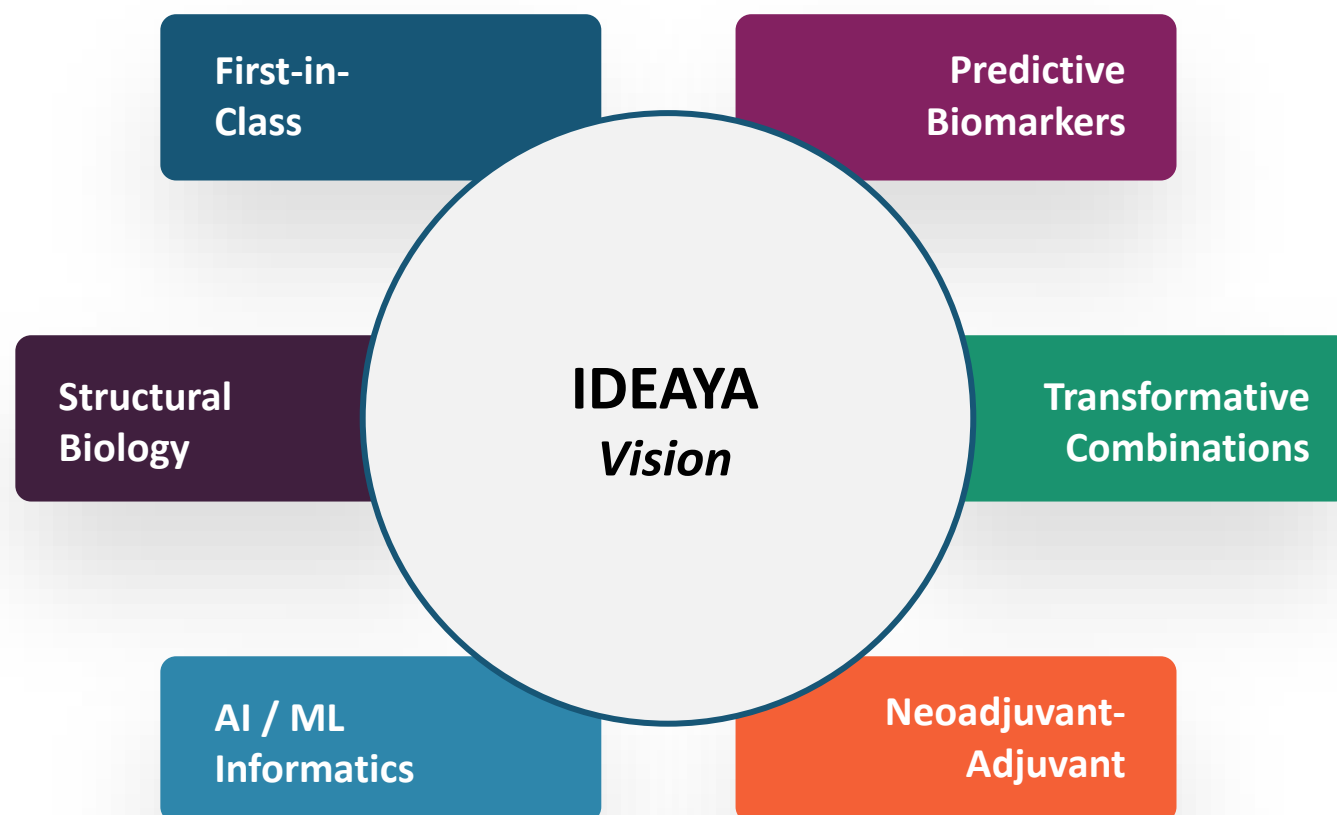 First-in-
Class
Predictive
Biomarkers
Structural
Biology
IDEAYA
Vision
Transformative
Combinations
AI / ML
Informatics
Neoadjuvant-
Adjuvant